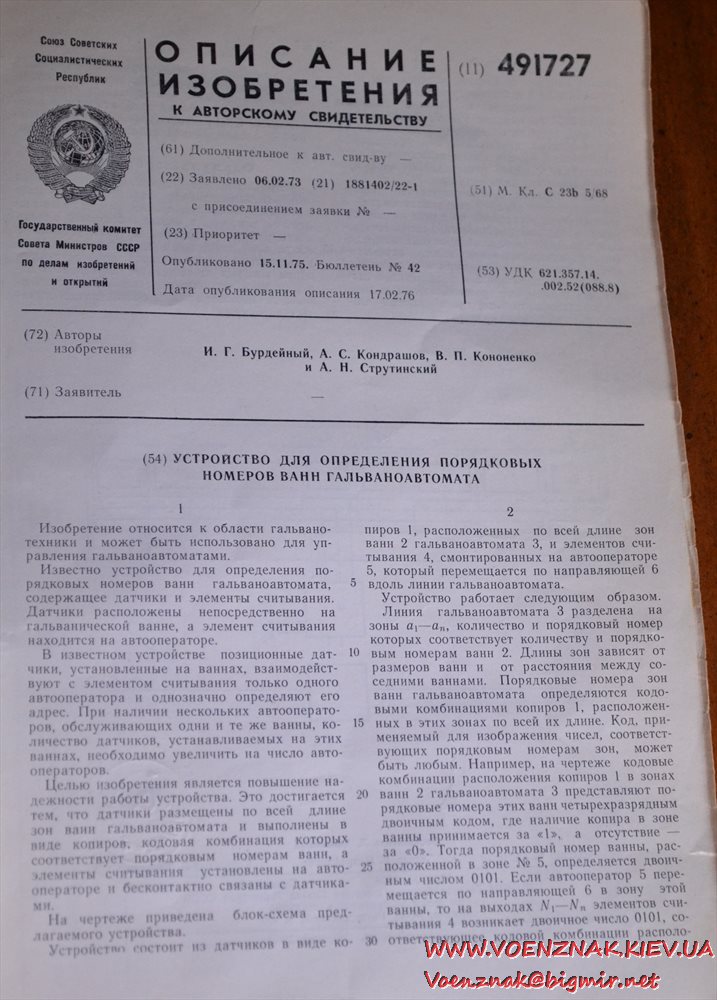 Союз Советских
Социалистических
Республик
ОПИСАНИЕ
ИЗОБРЕТЕНИЯ
К АВТОРСКОМУ СВИДЕТЕЛЬСТВУ
(11) 491727
(61) Дополнительное к авт. свид-ву —
(22) Заявлено 06.02.73 (21) 1881402/22-1
с присоединением заявки № —
(23) Приоритет —
Опубликовано 15.11.75. Бюллетень № 42
Дата опубликования описания 17.02.76
(51) М. Кл. C 23b 5/68
(53) УДК 621.357.14.
.002.52(088.8)
Государственный комитет
Совета Министров СССР
по делам изобретений
и открытий
(72) Авторы
изобретения
И. Г. Бурдейный, А. С. Кондрашов, В. П. Кононенко
и А. Н. Струтинский
(71) Заявитель
—
(54) УСТРОЙСТВО ДЛЯ ОПРЕДЕЛЕНИЯ ПОРЯДКОВЫХ
НОМЕРОВ ВАНН ГАЛЬВАНОАВТОМАТА
1
Изобретение относится к области гальвано-
техники и может быть использовано для уп-
равления гальваноавтоматами.
Известно устройство для определения по-
рядковых номеров ванн гальваноавтомата,
содержащее датчики и элементы считывания.
Датчики расположены непосредственно на
гальванической ванне, а элемент считывания
находится на автооператоре.
В известном устройстве позиционные дат-
чики, установленные на ваннах, взаимодейст-
вуют с элементом считывания только одного
автооператора и однозначно определяют его
адрес. При наличии нескольких автооперато-
ров, обслуживающих одни и те же ванны, ко-
личество датчиков, устанавливаемых на этих
ваннах, необходимо увеличить на число авто-
операторов.
Целью изобретения является повышение на-
дежности работы устройства. Это достигается
тем, что датчики размещены по всей длине
зон ванн гальваноавтомата и выполнены в
виде копиров, кодовая комбинация которых
соответствует порядковым номерам ванн, а
элементы считывания установлены на авто-
операторе и бесконтактно связаны с датчика-
ми.
На чертеже приведена блок-схема пред-
лагаемого устройства.
Устройство состоит из датчиков в виде ко-
5
10
15
20
25
30
2
пиров 1, расположенных по всей длине зон
ванн 2 гальваноавтомата 3, и элементов счи-
тывания 4, смонтированных на автооператоре
5, который перемещается по направляющей 6
вдоль линии гальваноавтомата.
Устройство работает следующим образом.
Линия гальваноавтомата 3 разделена на
зоны a₁—aₙ, количество и порядковый номер
которых соответствует количеству и порядко-
вым номерам ванн 2. Длины зон зависят от
размеров ванн и от расстояния между со-
седними ваннами. Порядковые номера зон
ванн гальваноавтомата определяются кодо-
выми комбинациями копиров 1, расположен-
ных в этих зонах по всей их длине. Код, при-
меняемый для изображения чисел, соответст-
вующих порядковым номерам зон, может
быть любым. Например, на чертеже кодовые
комбинации расположения копиров 1 в зонах
ванн 2 гальваноавтомата 3 представляют по-
рядковые номера этих ванн четырехразрядным
двоичным кодом, где наличие копира в зоне
ванны принимается за «1», а отсутствие —
за «0». Тогда порядковый номер ванны, рас-
положенной в зоне № 5, определяется двоич-
ным числом 0101. Если автооператор 5 пере-
мещается по направляющей 6 в зону этой
ванны, то на выходах N₁—Nₙ элементов счи-
тывания 4 возникает двоичное число 0101, со-
ответствующее кодовой комбинации располо-
WWW.VOENZNAK.KIEV.UA
Voenznak@bigmir.net